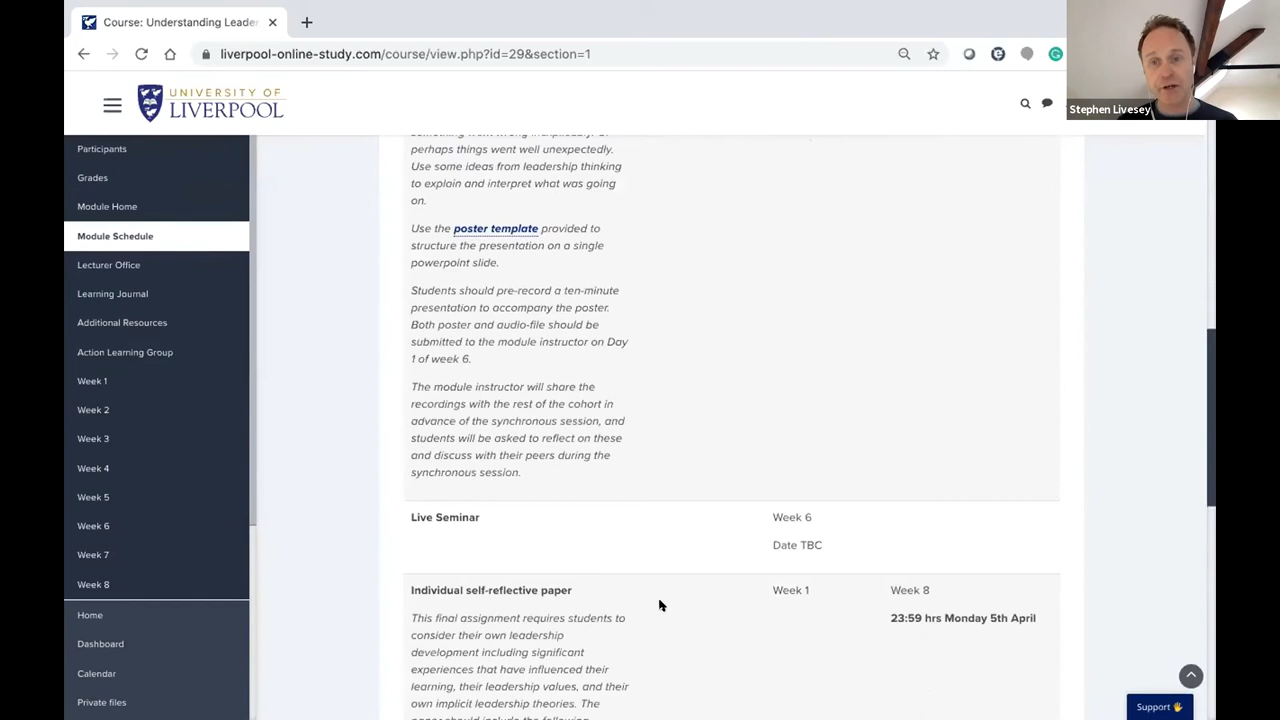 Course: Understanding Leade
liverpool-online-study.com/course/view.php?id=29&section=1
Stephen Livesey
UNIVERSITY OF
LIVERPOOL
Participants
Grades
Module Home
Module Schedule
Lecturer Office
Learning Journal
Additional Resources
Action Learning Group
Week 1
Week 2
Week 3
Week 4
Week 5
Week 6
Week 7
Week 8
Home
Dashboard
Calendar
Private files
perhaps things went well unexpectedly.
Use some ideas from leadership thinking
to explain and interpret what was going
on.
Use the poster template provided to
structure the presentation on a single
powerpoint slide.
Students should pre-record a ten-minute
presentation to accompany the poster.
Both poster and audio-file should be
submitted to the module instructor on Day
1 of week 6.
The module instructor will share the
recordings with the rest of the cohort in
advance of the synchronous session, and
students will be asked to reflect on these
and discuss with their peers during the
synchronous session.
Live Seminar
Week 6
Date TBC
Individual self-reflective paper
Week 1
Week 8
23:59 hrs Monday 5th April
This final assignment requires students to
consider their own leadership
development including significant
experiences that have influenced their
learning, their leadership values, and their
own implicit leadership theories. The
Support